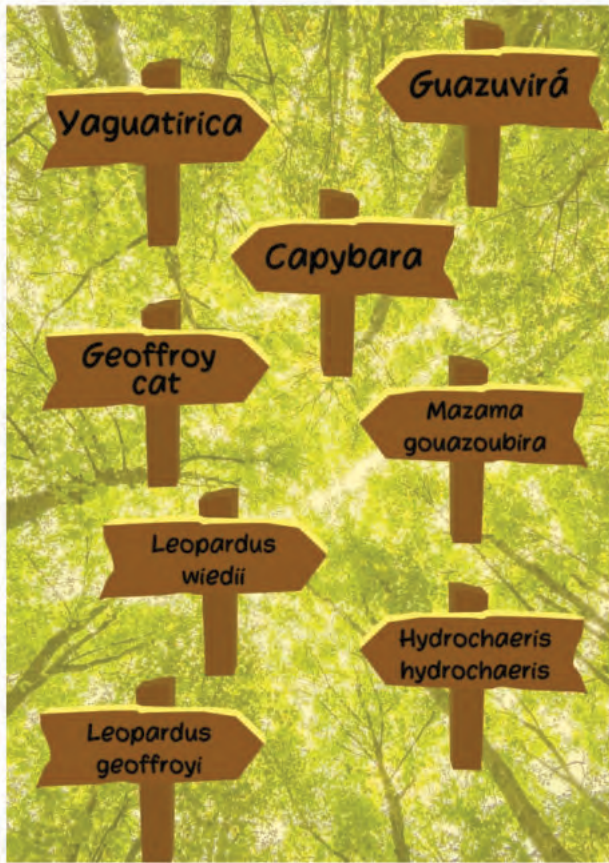 Yaguatirica
Guazuvirá
Capybara
Geoffroy
cat
Mazama
gouazoubira
Leopardus
wiedii
Hydrochaeris
hydrochaeris
Leopardus
geoffroyi